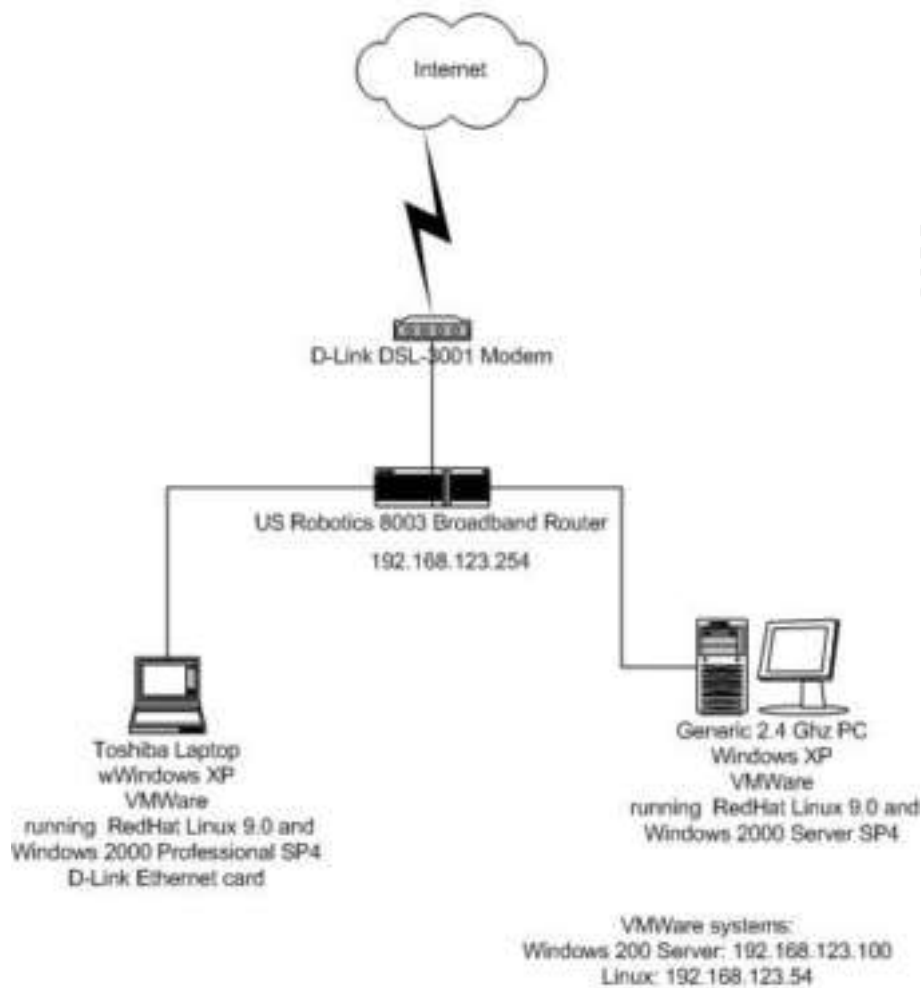 Internet
D-Link DSL-3001 Modem
US Robotics 8003 Broadband Router
192.168.123.254
Toshiba Laptop
wWindows XP
VMWare
running RedHat Linux 9.0 and
Windows 2000 Professional SP4
D-Link Ethernet card
Generic 2.4 Ghz PC
Windows XP
VMWare
running RedHat Linux 9.0 and
Windows 2000 Server SP4
VMWare systems:
Windows 200 Server: 192.168.123.100
Linux: 192.168.123.54